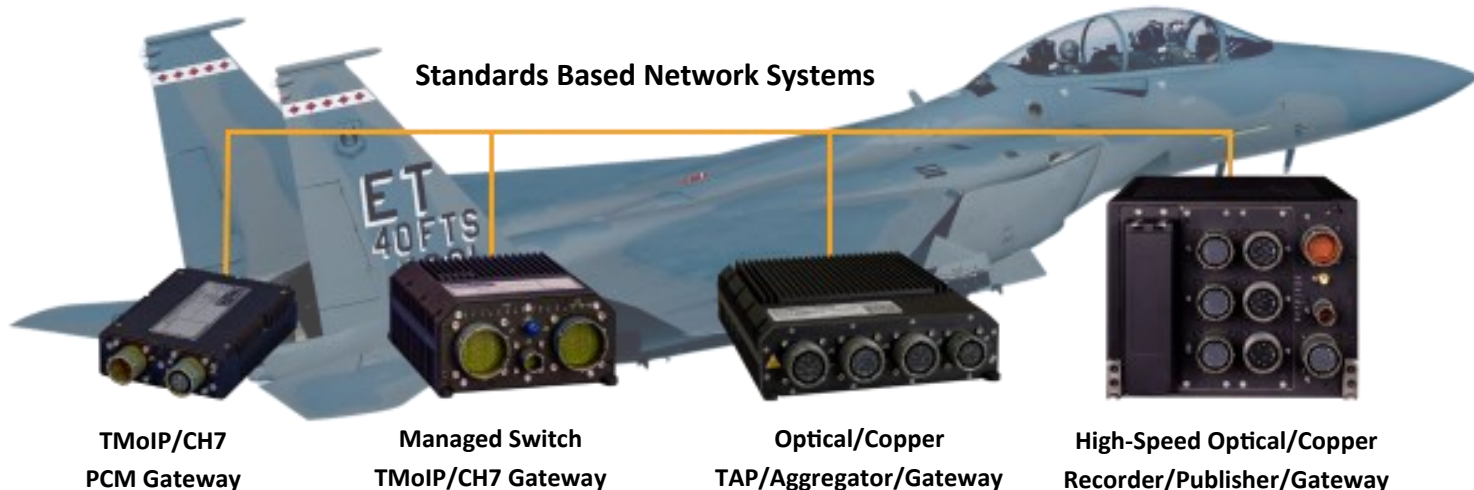 Standards Based Network Systems
ET
40FTS
TMoIP/CH7
PCM Gateway
Managed Switch
TMoIP/CH7 Gateway
Optical/Copper
TAP/Aggregator/Gateway
High-Speed Optical/Copper
Recorder/Publisher/Gateway